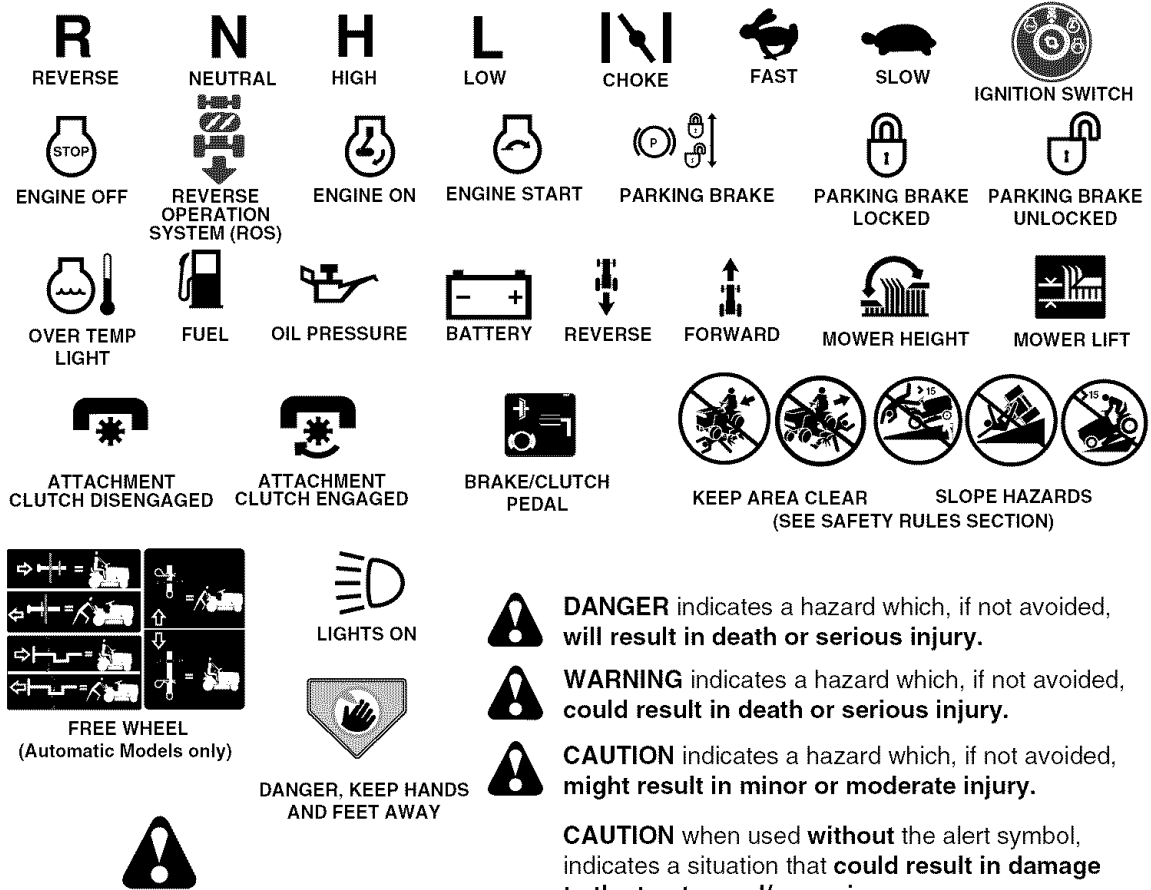 R N H L
REVERSE NEUTRAL HIGH LOW CHOKE FAST SLOW
IGNITION SWITCH
STOP P
ENGINE OFF REVERSE OPERATION SYSTEM (ROS) ENGINE ON ENGINE START PARKING BRAKE PARKING BRAKE LOCKED PARKING BRAKE UNLOCKED
OVER TEMP LIGHT FUEL OIL PRESSURE BATTERY REVERSE FORWARD MOWER HEIGHT MOWER LIFT
>15 >15
ATTACHMENT
CLUTCH DISENGAGED
ATTACHMENT
CLUTCH ENGAGED
BRAKE/CLUTCH
PEDAL
KEEP AREA CLEAR SLOPE HAZARDS
(SEE SAFETY RULES SECTION)
FREE WHEEL
(Automatic Models only)
LIGHTS ON
DANGER, KEEP HANDS
AND FEET AWAY
DANGER indicates a hazard which, if not avoided,
will result in death or serious injury.
WARNING indicates a hazard which, if not avoided,
could result in death or serious injury.
CAUTION indicates a hazard which, if not avoided,
might result in minor or moderate injury.
CAUTION when used without the alert symbol,
indicates a situation that could result in damage